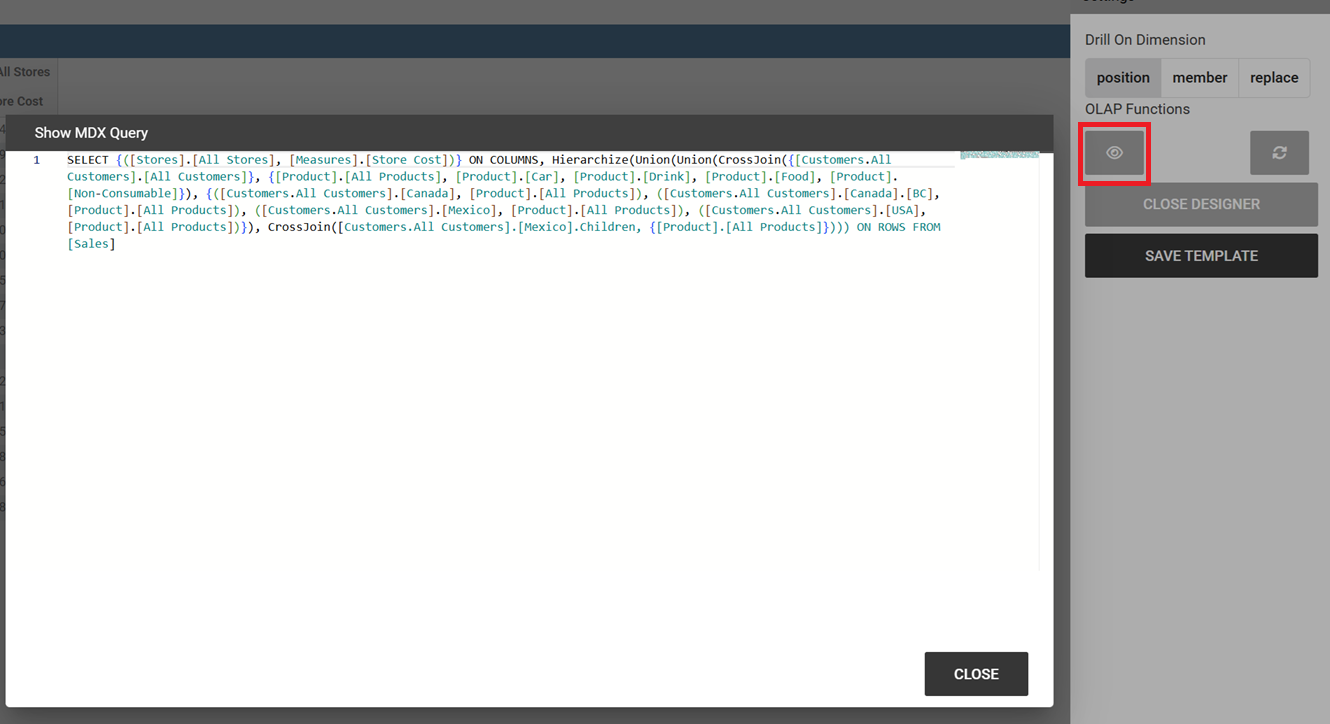 Drill On Dimension
All Stores
position member replace
ore Cost
OLAP Functions
Show MDX Query
1 SELECT {([Stores].[All Stores], [Measures].[Store Cost])} ON COLUMNS, Hierarchize(Union(Union(CrossJoin({[Customers.All
Customers].[All Customers]}, {[Product].[All Products], [Product].[Car], [Product].[Drink], [Product].[Food], [Product].
[Non-Consumable]}), {([Customers.All Customers].[Canada], [Product].[All Products]), ([Customers.All Customers].[Canada].[BC],
[Product].[All Products]), ([Customers.All Customers].[Mexico], [Product].[All Products]), ([Customers.All Customers].[USA],
[Product].[All Products])}), CrossJoin([Customers.All Customers].[Mexico].Children, {[Product].[All Products]}))) ON ROWS FROM
[Sales]
CLOSE DESIGNER
SAVE TEMPLATE
CLOSE